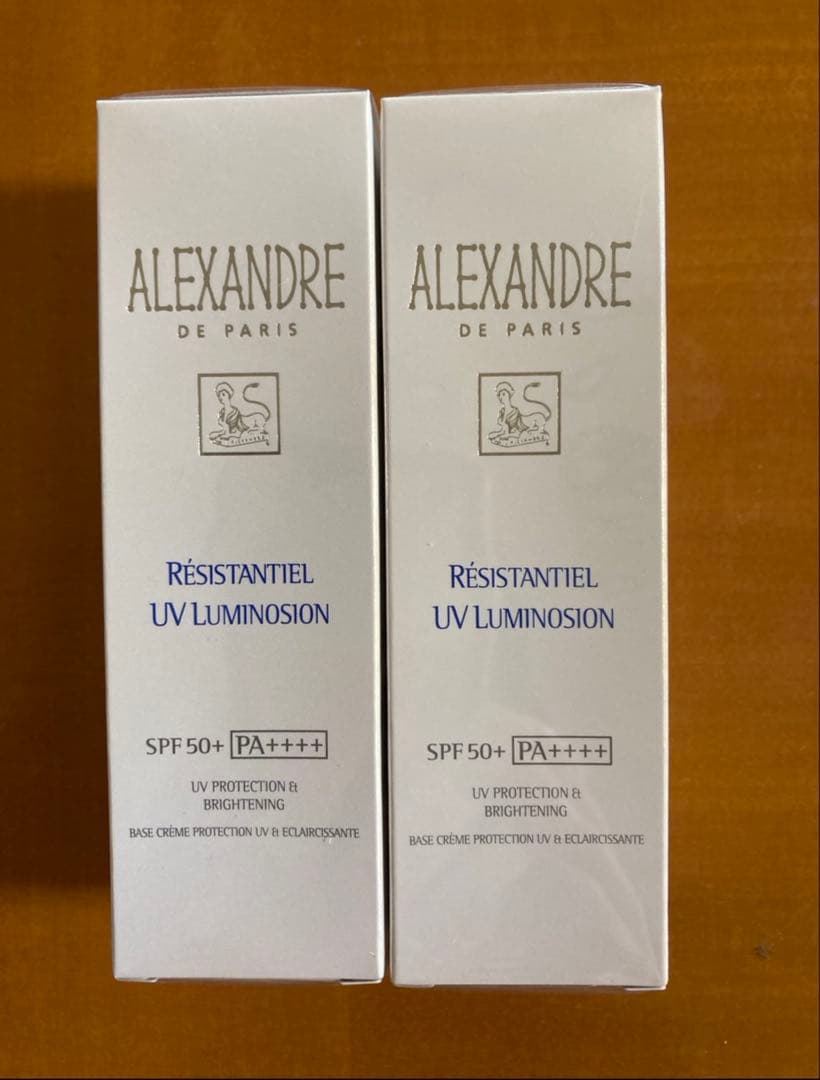 ALEXANDRE
DE PARIS
RÉSISTANTIEL
UV LUMINOSION
SPF 50+ PA++++
UV PROTECTION &
BRIGHTENING
BASE CRÈME PROTECTION UV & ECLAIRCISSANTE
ALEXANDRE
DE PARIS
RÉSISTANTIEL
UV LUMINOSION
SPF 50+ PA++++
UV PROTECTION &
BRIGHTENING
BASE CRÈME PROTECTION UV & ECLAIRCISSANTE